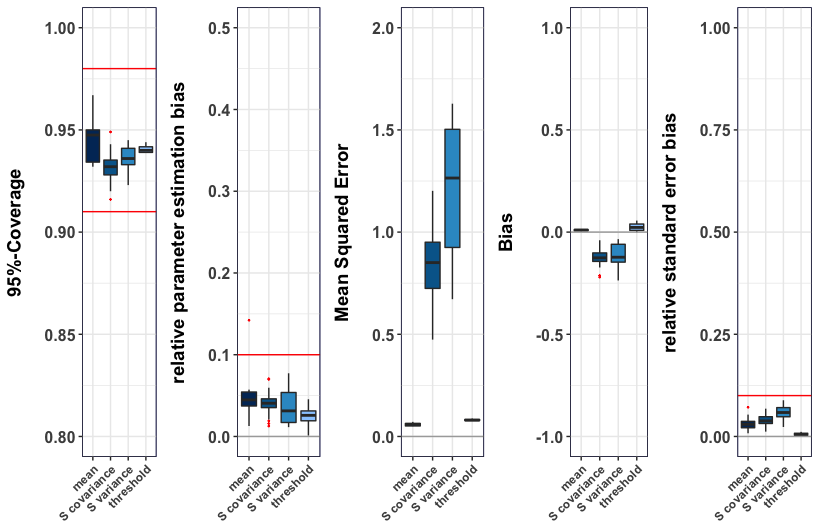 95%-Coverage
1.00
0.95
0.90
0.85
0.80
mean
S covariance
S variance
threshold
relative parameter estimation bias
0.5
0.4
0.3
0.2
0.1
0.0
mean
S covariance
S variance
threshold
Mean Squared Error
2.0
1.5
1.0
0.5
0.0
mean
S covariance
S variance
threshold
Bias
1.0
0.5
0.0
-0.5
-1.0
mean
S covariance
S variance
threshold
relative standard error bias
1.00
0.75
0.50
0.25
0.00
mean
S covariance
S variance
threshold